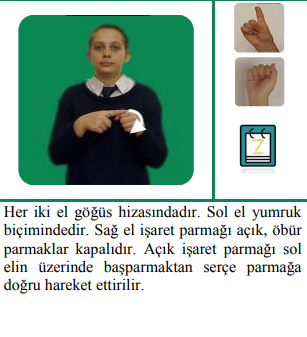 7
Her iki el göğüs hizasındadır. Sol el yumruk
biçimindedir. Sağ el işaret parmağı açık, öbür
parmaklar kapalıdır. Açık işaret parmağı sol
elin üzerinde başparmaktan serçe parmağa
doğru hareket ettirilir.